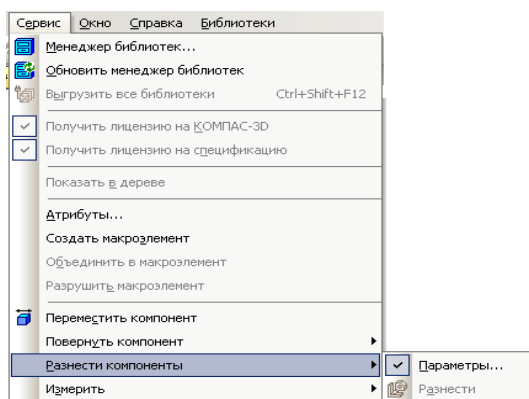 Сервис Окно Справка Библиотеки
Менеджер библиотек...
Обновить менеджер библиотек
Выгрузить все библиотеки Ctrl+Shift+F12
Получить лицензию на КОМПАС-3D
Получить лицензию на спецификацию
Показать в дереве
Атрибуты...
Создать макроэлемент
Объединить в макроэлемент
Разрушить макроэлемент
Переместить компонент
Повернуть компонент
Разнести компоненты Параметры...
Измерить Разнести